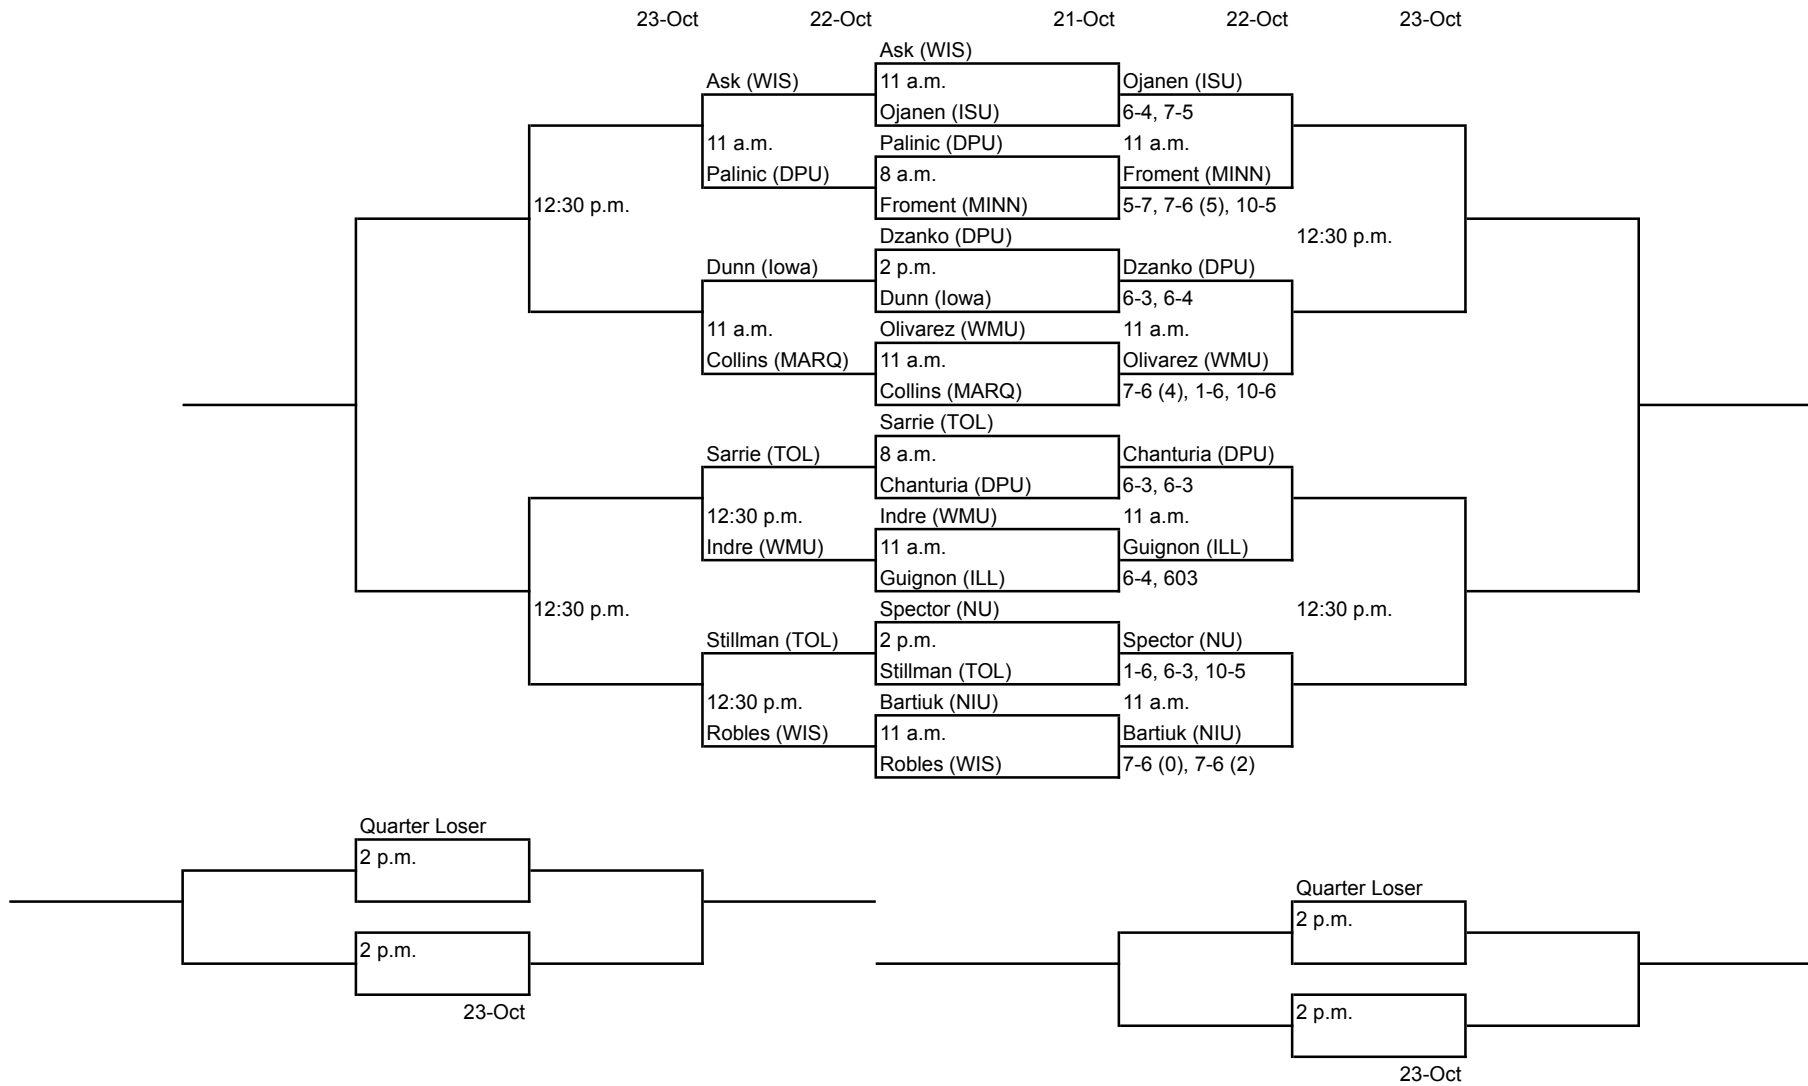 23-Oct 22-Oct 21-Oct 22-Oct 23-Oct
Ask (WIS)
Ask (WIS) 11 a.m. Ojanen (ISU)
Ojanen (ISU) 6-4, 7-5
11 a.m. Palinic (DPU) 11 a.m.
Palinic (DPU) 8 a.m. Froment (MINN)
12:30 p.m. Froment (MINN) 5-7, 7-6 (5), 10-5
Dzanko (DPU) 12:30 p.m.
Dunn (Iowa) 2 p.m. Dzanko (DPU)
Dunn (Iowa) 6-3, 6-4
11 a.m. Olivarez (WMU) 11 a.m.
Collins (MARQ) 11 a.m. Olivarez (WMU)
Collins (MARQ) 7-6 (4), 1-6, 10-6
Sarrie (TOL)
Sarrie (TOL) 8 a.m. Chanturia (DPU)
Chanturia (DPU) 6-3, 6-3
12:30 p.m. Indre (WMU) 11 a.m.
Indre (WMU) 11 a.m. Guignon (ILL)
Guignon (ILL) 6-4, 603
12:30 p.m. Spector (NU) 12:30 p.m.
Stillman (TOL) 2 p.m. Spector (NU)
Stillman (TOL) 1-6, 6-3, 10-5
12:30 p.m. Bartiuk (NIU) 11 a.m.
Robles (WIS) 11 a.m. Bartiuk (NIU)
Robles (WIS) 7-6 (0), 7-6 (2)
Quarter Loser
2 p.m.
Quarter Loser
2 p.m.
2 p.m.
23-Oct
2 p.m.
23-Oct